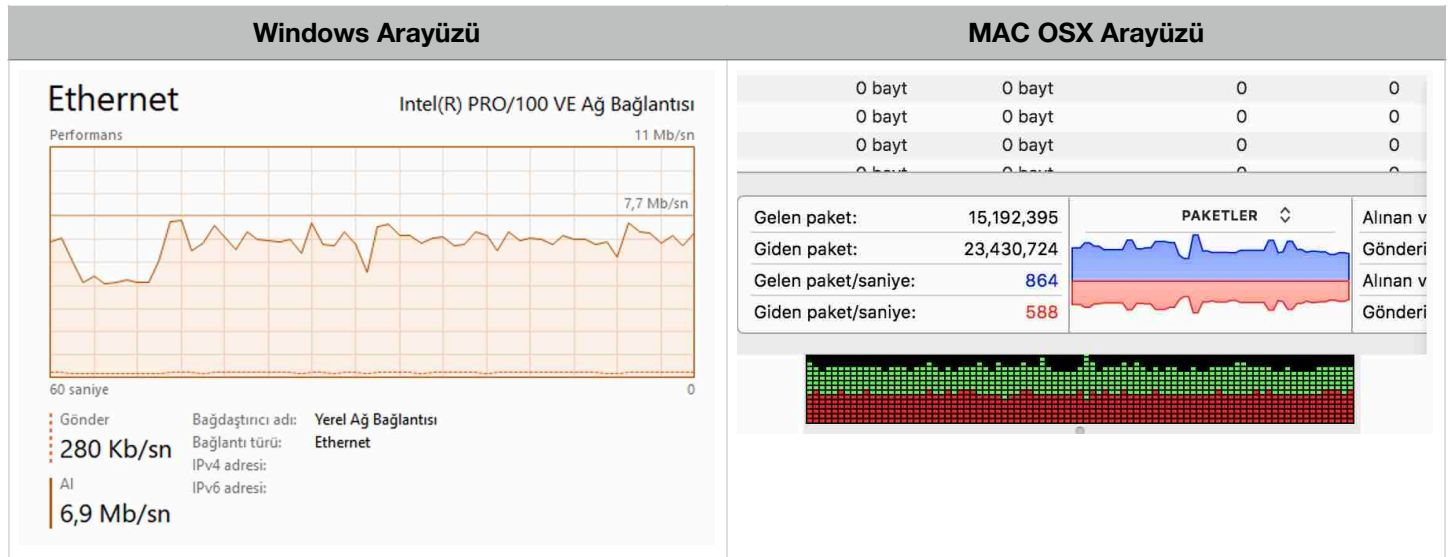 Windows Arayüzü
MAC OSX Arayüzü
Ethernet
Intel(R) PRO/100 VE Ağ Bağlantısı
Performans
11 Mb/sn
7,7 Mb/sn
60 saniye
0
Gönder
280 Kb/sn
Al
6,9 Mb/sn
Bağdaştırıcı adı: Yerel Ağ Bağlantısı
Bağlantı türü: Ethernet
IPv4 adresi:
IPv6 adresi:
0 bayt 0 bayt 0 0
0 bayt 0 bayt 0 0
0 bayt 0 bayt 0 0
Gelen paket: 15,192,395
Giden paket: 23,430,724
Gelen paket/saniye: 864
Giden paket/saniye: 588
PAKETLER
Alınan v
Gönderi
Alınan v
Gönderi